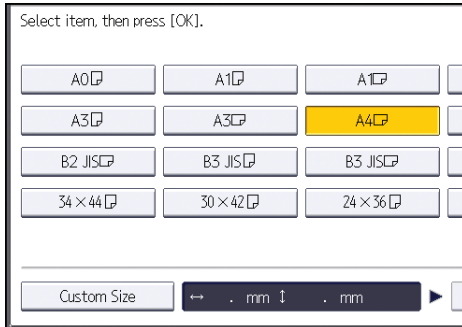 Select item, then press [OK].
A0 A1 A1
A3 A3 A4
B2 JIS B3 JIS B3 JIS
34×44 30×42 24×36
Custom Size ↔ . mm ↕ . mm